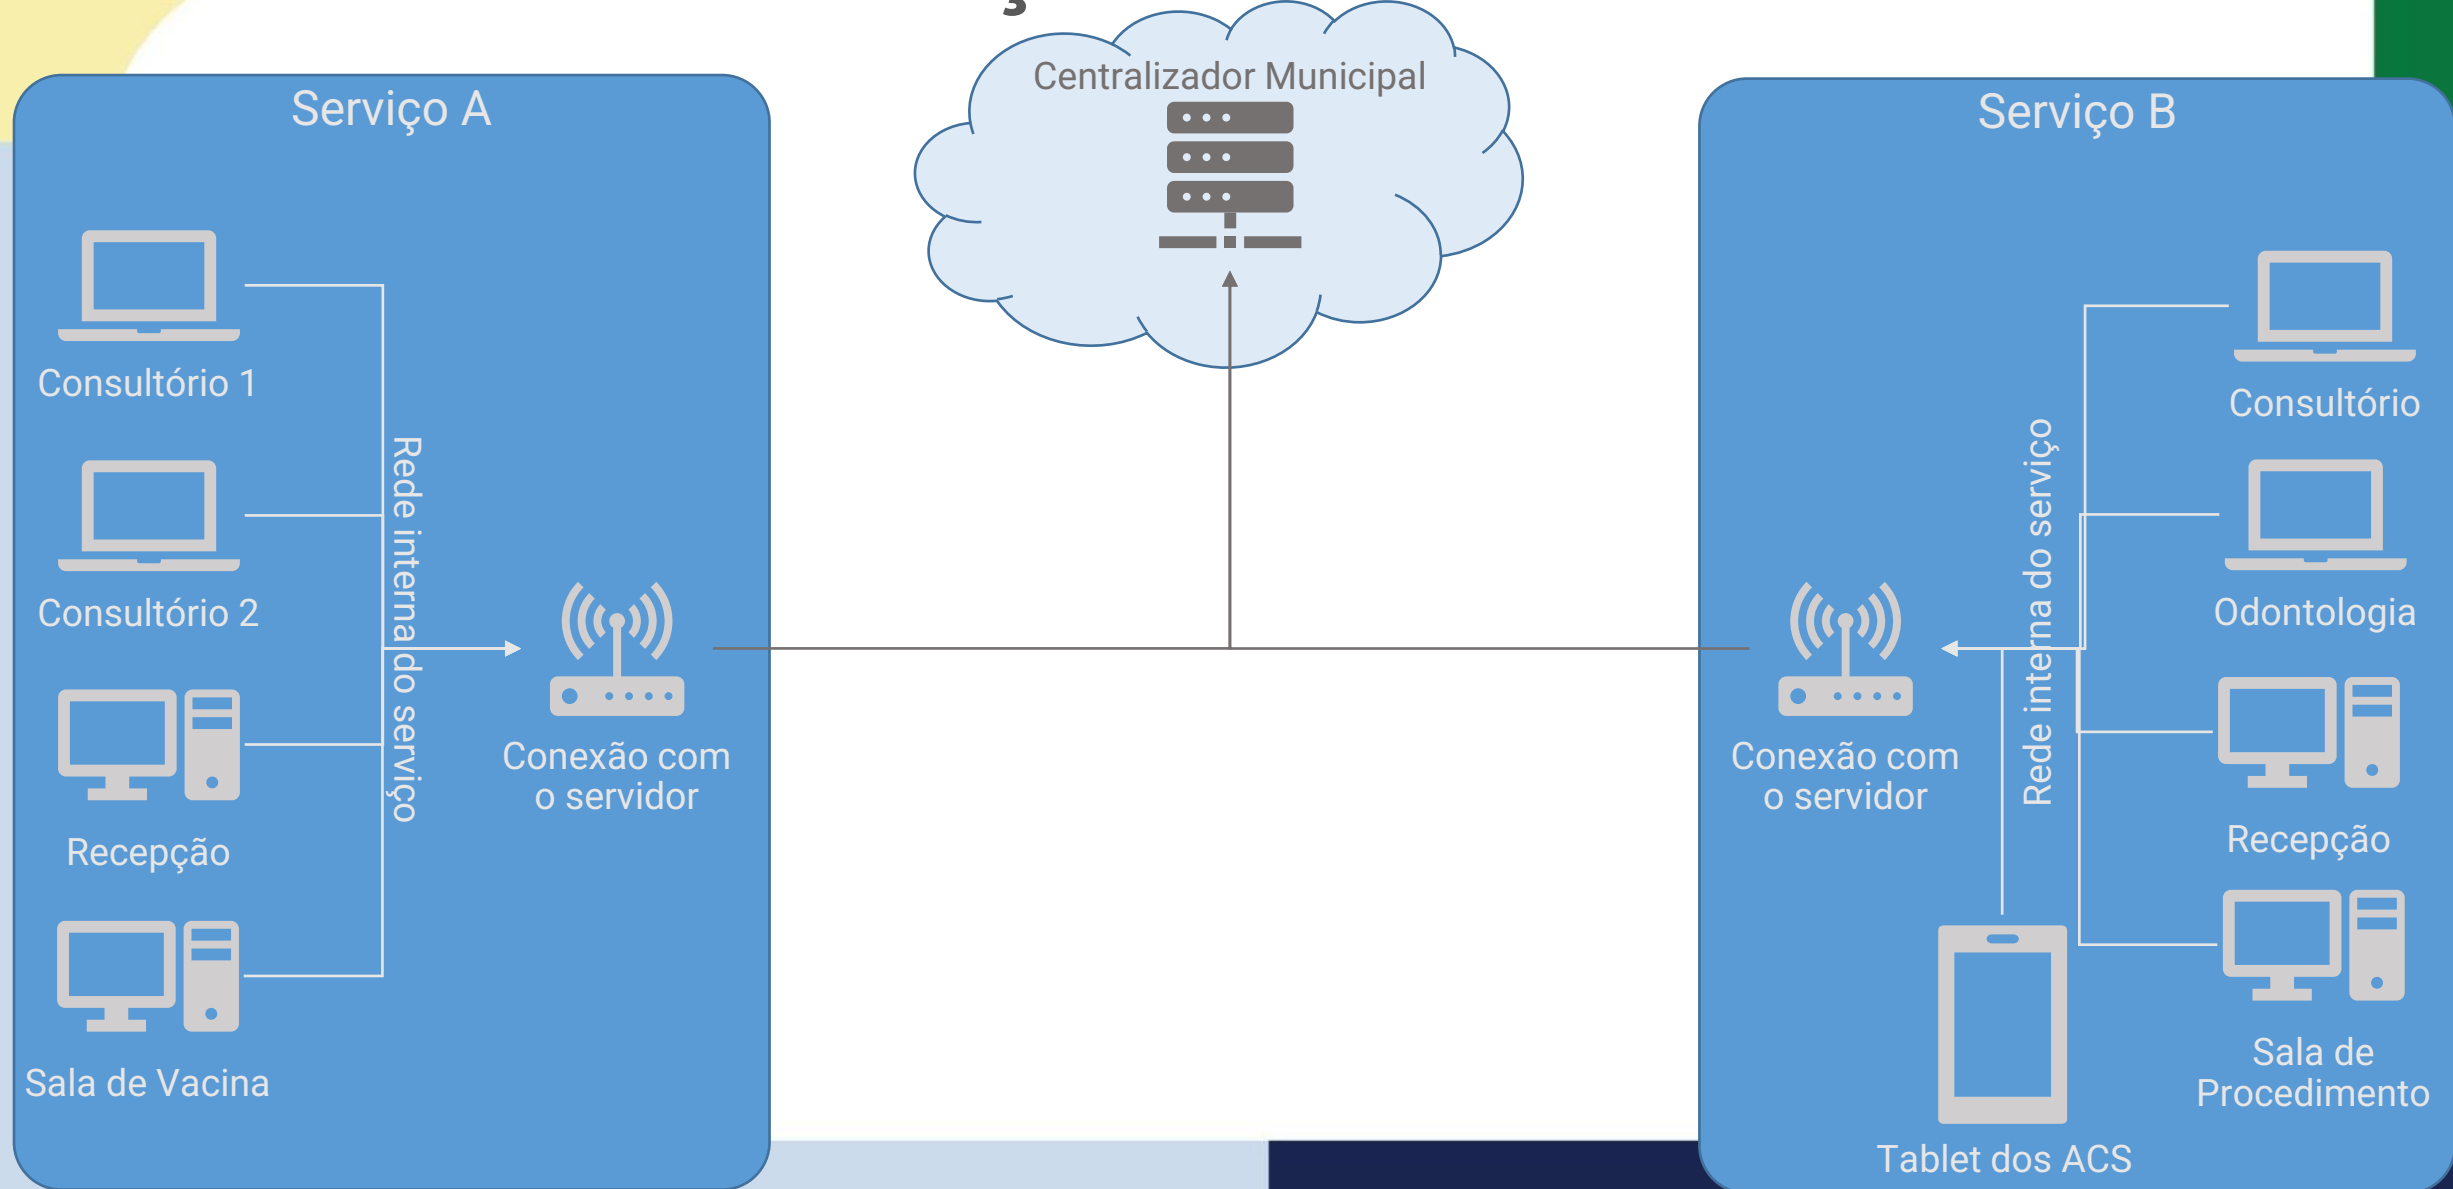 Centralizador Municipal
Serviço A
Consultório 1
Consultório 2
Recepção
Sala de Vacina
Rede interna do serviço
Conexão com
o servidor
Serviço B
Conexão com
o servidor
Rede interna do serviço
Consultório
Odontologia
Recepção
Sala de
Procedimento
Tablet dos ACS